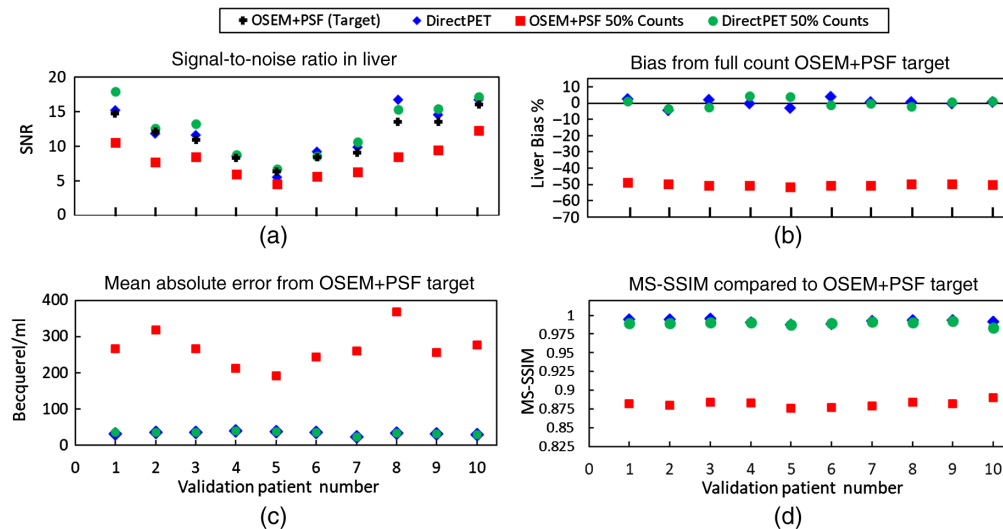 OSEM+PSF (Target) DirectPET OSEM+PSF 50% Counts DirectPET 50% Counts
Signal-to-noise ratio in liver
SNR
20
15
10
5
0
(a)
Bias from full count OSEM+PSF target
Liver Bias %
10
0
−10
−20
−30
−40
−50
−60
−70
(b)
Mean absolute error from OSEM+PSF target
Becquerel/ml
400
300
200
100
0
0 1 2 3 4 5 6 7 8 9 10
Validation patient number
(c)
MS-SSIM compared to OSEM+PSF target
MS-SSIM
1
0.975
0.95
0.925
0.9
0.875
0.85
0.825
0 1 2 3 4 5 6 7 8 9 10
Validation patient number
(d)